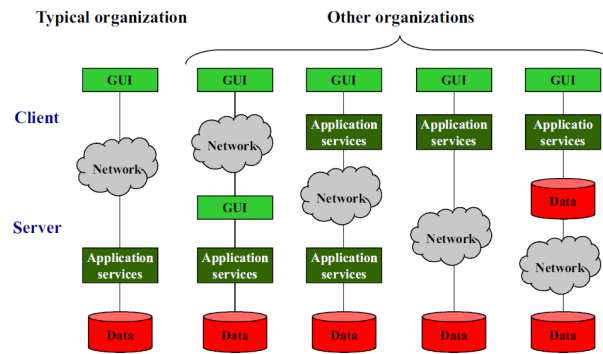 Typical organization
Other organizations
GUI
GUI
GUI
GUI
GUI
Client
Application
services
Application
services
Applicatio
services
Network
Network
Network
Data
Server
GUI
Network
Network
Application
services
Application
services
Application
services
Data
Data
Data
Data
Data